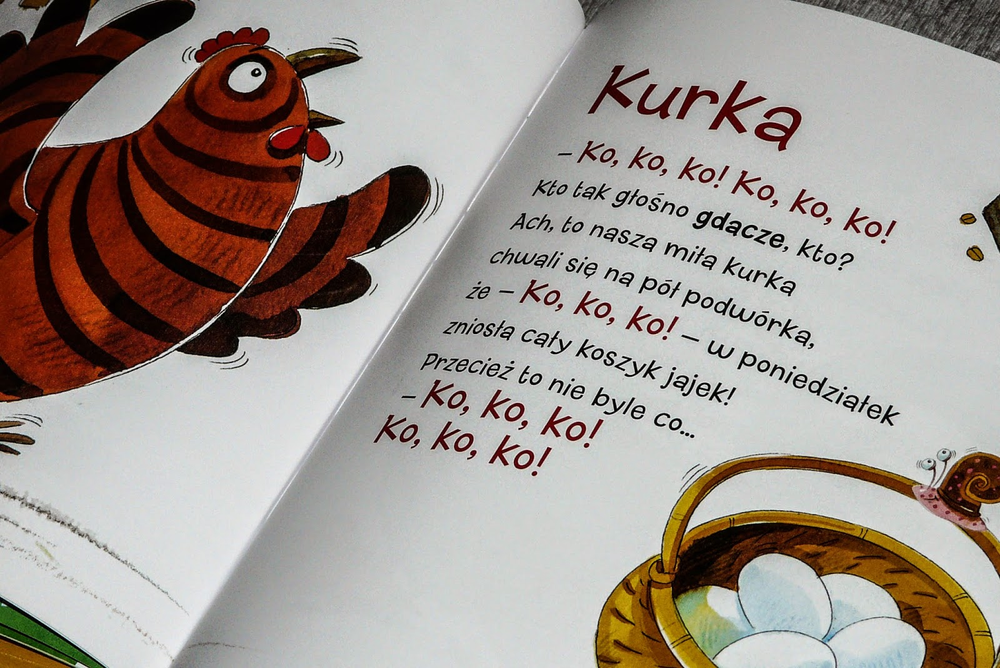 Kurka
– Ko, ko, ko! Ko, ko, ko!
Kto tak głośno gdacze, kto?
Ach, to nasza miła kurka
chwali się na pół podwórka,
że – Ko, ko, ko! – w poniedziałek
zniosła cały koszyk jajek!
Przecież to nie byle co...
– Ko, ko, ko!
Ko, ko, ko!